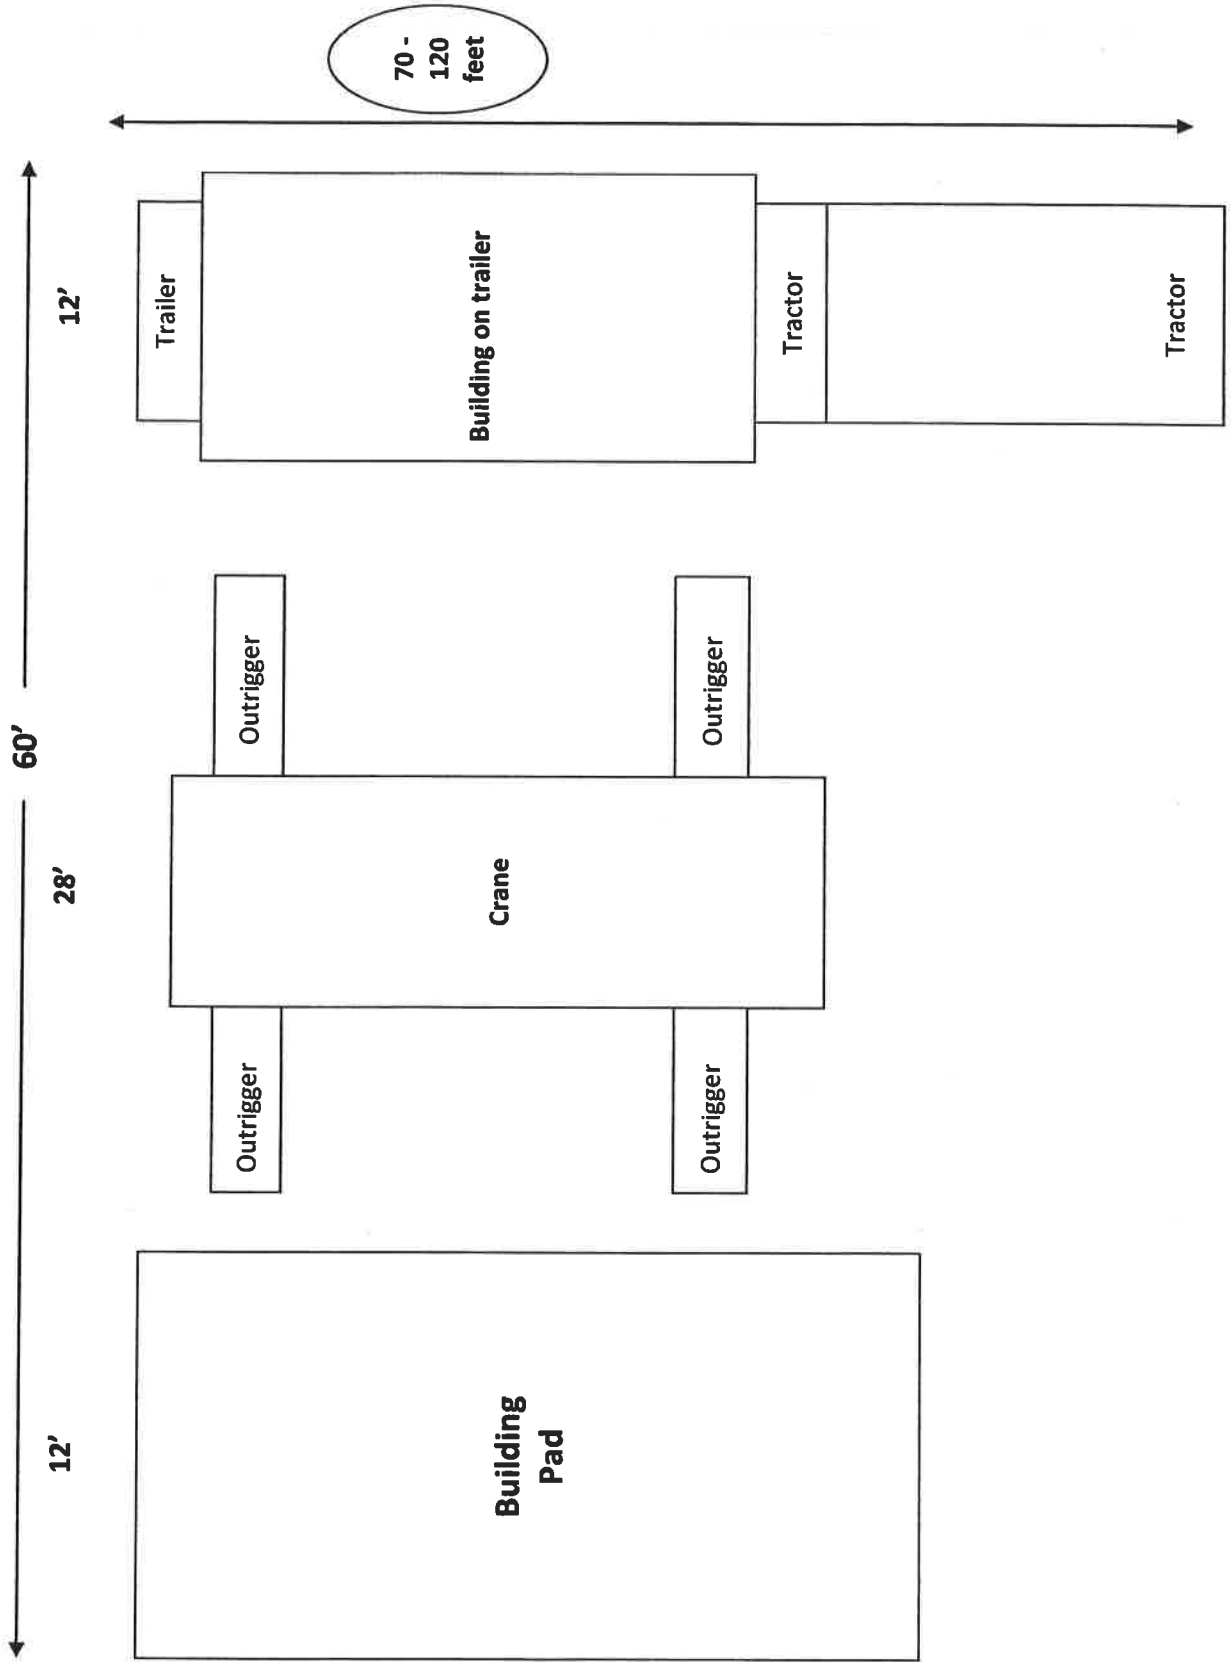 60'
12'
28'
12'
Building
Pad
Outrigger
Outrigger
Crane
Outrigger
Outrigger
Trailer
Building on trailer
Tractor
Tractor
70 -
120
feet